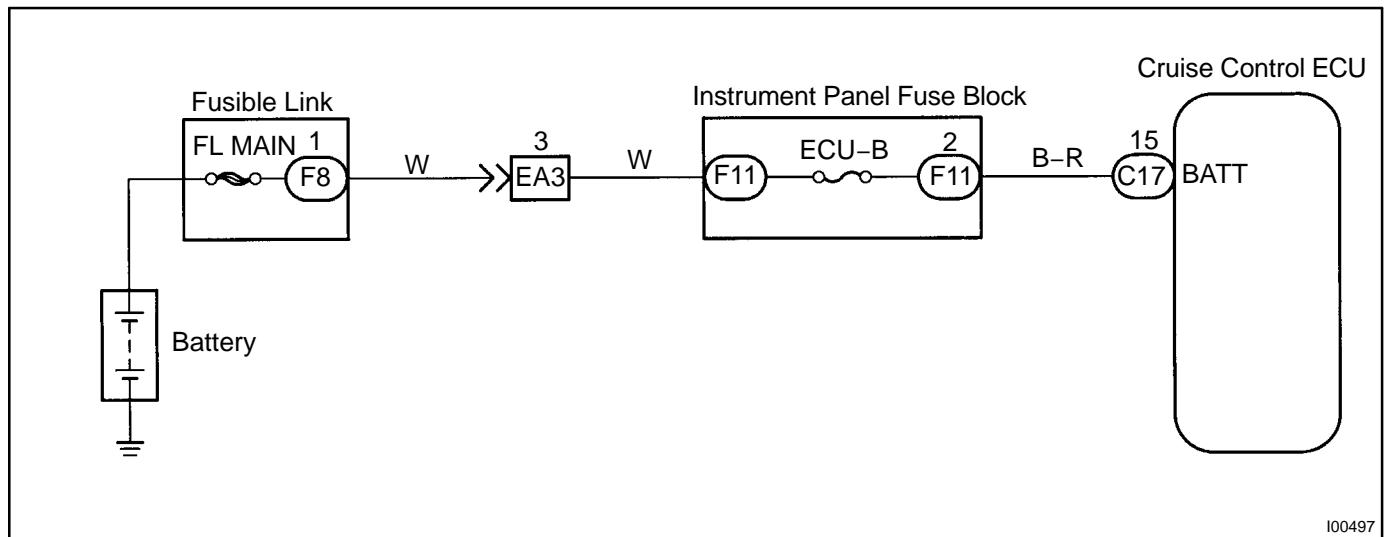 Cruise Control ECU
Fusible Link
Instrument Panel Fuse Block
FL MAIN
1
F8
W
3
EA3
W
F11
ECU–B
2
F11
B–R
15
C17
BATT
Battery
I00497